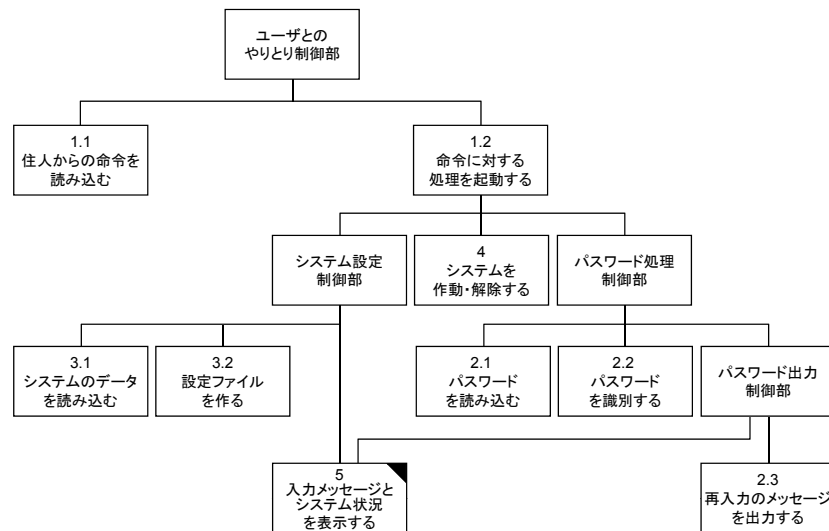 ユーザとの
やりとり制御部
1.1
住人からの命令を
読み込む
1.2
命令に対する
処理を起動する
システム設定
制御部
4
システムを
作動・解除する
パスワード処理
制御部
3.1
システムのデータ
を読み込む
3.2
設定ファイル
を作る
2.1
パスワード
を読み込む
2.2
パスワード
を識別する
パスワード出力
制御部
5
入力メッセージと
システム状況
を表示する
2.3
再入力のメッセージ
を出力する